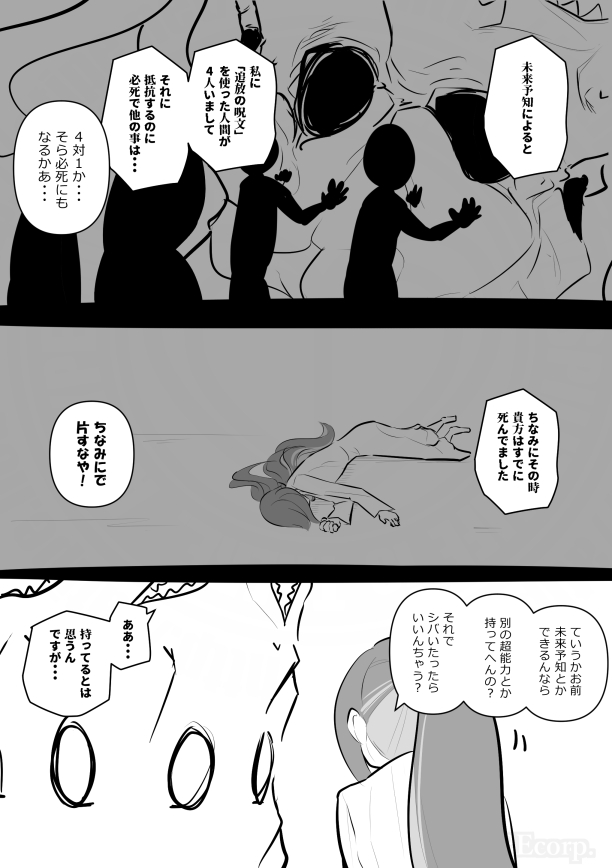 未来予知によると
私に
「追放の呪文」
を使った人間が
4人いまして
それに
抵抗するのに
必死で他の事は・・・
4対1か・・・
そら必死にも
なるかあ・・・
ちなみにその時
貴方はすでに
死んでました
ちなみにで
片すなや！
ていうかお前
未来予知とか
できるんなら
別の超能力とか
持ってへんの？
それで
シバいたったら
いいんちゃう？
ああ・・・
持ってるとは
思うん
ですが・・・
Ecorp.